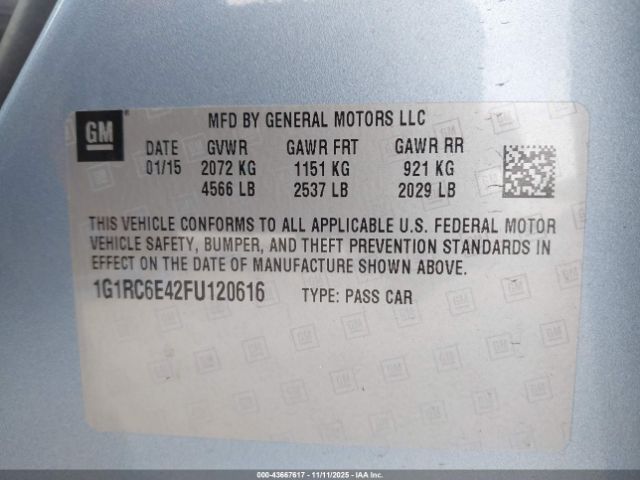 GM
MFD BY GENERAL MOTORS LLC
DATE GVWR GAWR FRT GAWR RR
01/15 2072 KG 1151 KG 921 KG
4566 LB 2537 LB 2029 LB
THIS VEHICLE CONFORMS TO ALL APPLICABLE U.S. FEDERAL MOTOR
VEHICLE SAFETY, BUMPER, AND THEFT PREVENTION STANDARDS IN
EFFECT ON THE DATE OF MANUFACTURE SHOWN ABOVE.
1G1RC6E42FU120616 TYPE: PASS CAR
000-43667617 - 11/11/2025 - Copyright IAA, Inc.